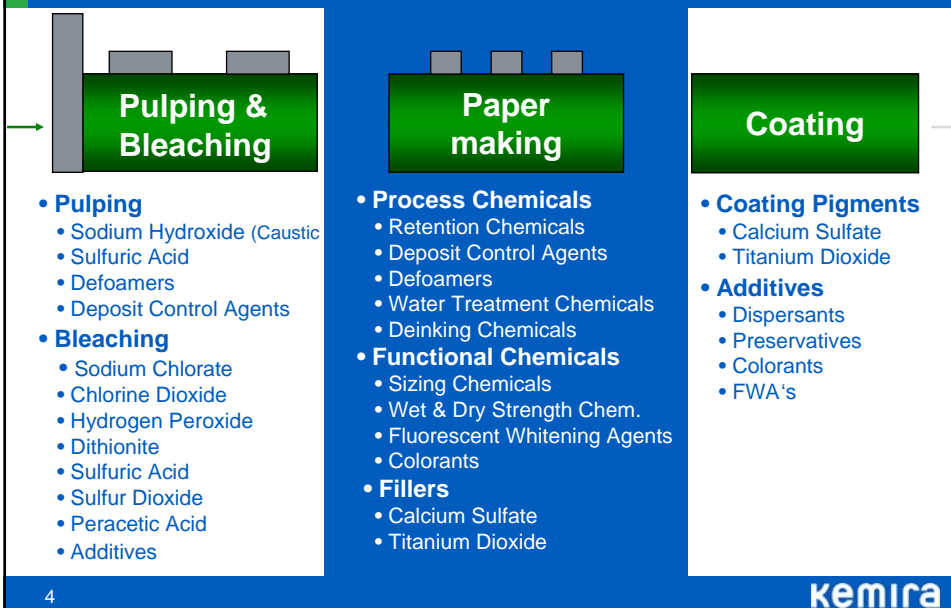 Pulping &
Bleaching
• Pulping
• Sodium Hydroxide (Caustic
• Sulfuric Acid
• Defoamers
• Deposit Control Agents
• Bleaching
• Sodium Chlorate
• Chlorine Dioxide
• Hydrogen Peroxide
• Dithionite
• Sulfuric Acid
• Sulfur Dioxide
• Peracetic Acid
• Additives
Paper
making
• Process Chemicals
• Retention Chemicals
• Deposit Control Agents
• Defoamers
• Water Treatment Chemicals
• Deinking Chemicals
• Functional Chemicals
• Sizing Chemicals
• Wet & Dry Strength Chem.
• Fluorescent Whitening Agents
• Colorants
• Fillers
• Calcium Sulfate
• Titanium Dioxide
Coating
• Coating Pigments
• Calcium Sulfate
• Titanium Dioxide
• Additives
• Dispersants
• Preservatives
• Colorants
• FWA‘s
4
kemira